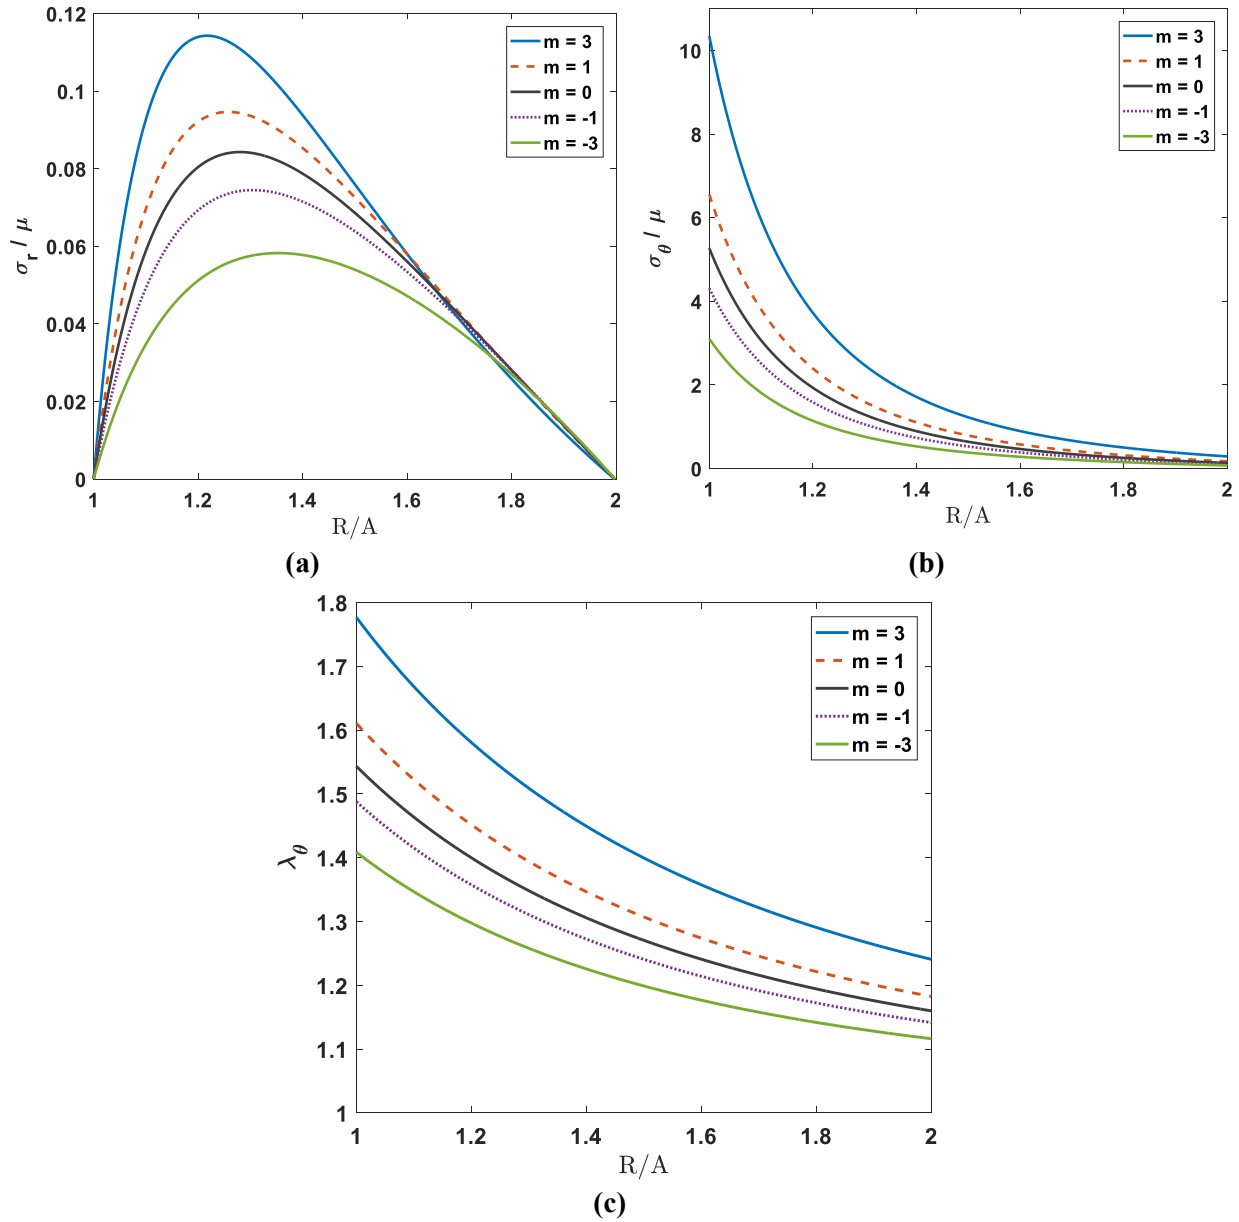 0.12
0.1
0.08
0.06
0.04
0.02
0
σr / μ
1
1.2
1.4
1.6
1.8
2
R/A
m = 3
m = 1
m = 0
m = -1
m = -3
(a)
10
8
6
4
2
0
σθ / μ
1
1.2
1.4
1.6
1.8
2
R/A
m = 3
m = 1
m = 0
m = -1
m = -3
(b)
1.8
1.7
1.6
1.5
1.4
1.3
1.2
1.1
1
λθ
1
1.2
1.4
1.6
1.8
2
R/A
m = 3
m = 1
m = 0
m = -1
m = -3
(c)